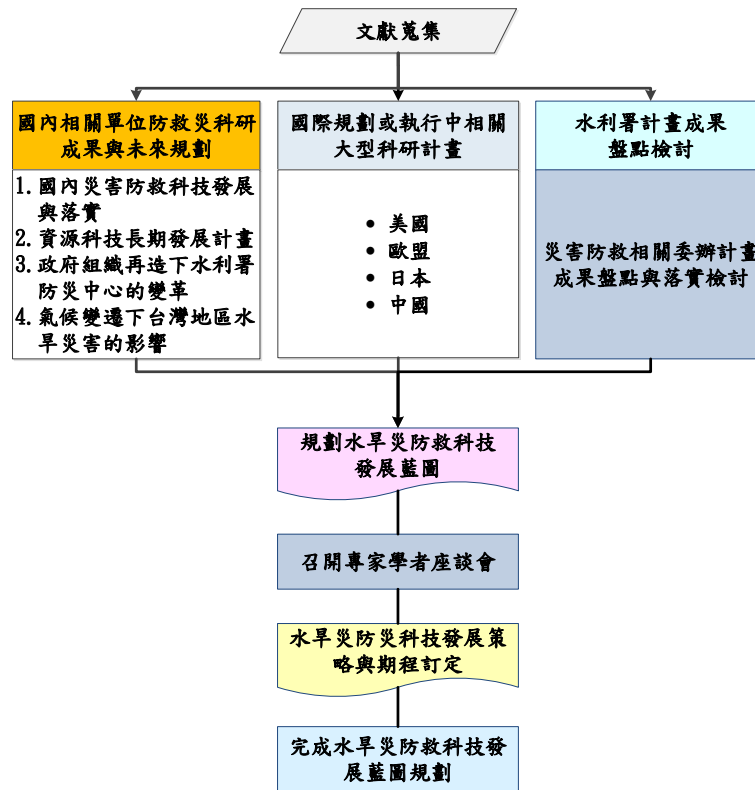 文獻蒐集
國內相關單位防救災科研
成果與未來規劃
1. 國內災害防救科技發展
與落實
2. 資源科技長期發展計畫
3. 政府組織再造下水利署
防災中心的變革
4. 氣候變遷下台灣地區水
旱災害的影響
國際規劃或執行中相關
大型科研計畫
• 美國
• 歐盟
• 日本
• 中國
水利署計畫成果
盤點檢討
災害防救相關委辦計畫
成果盤點與落實檢討
規劃水旱災防救科技
發展藍圖
召開專家學者座談會
水旱災防災科技發展策
略與期程訂定
完成水旱災防救科技發
展藍圖規劃